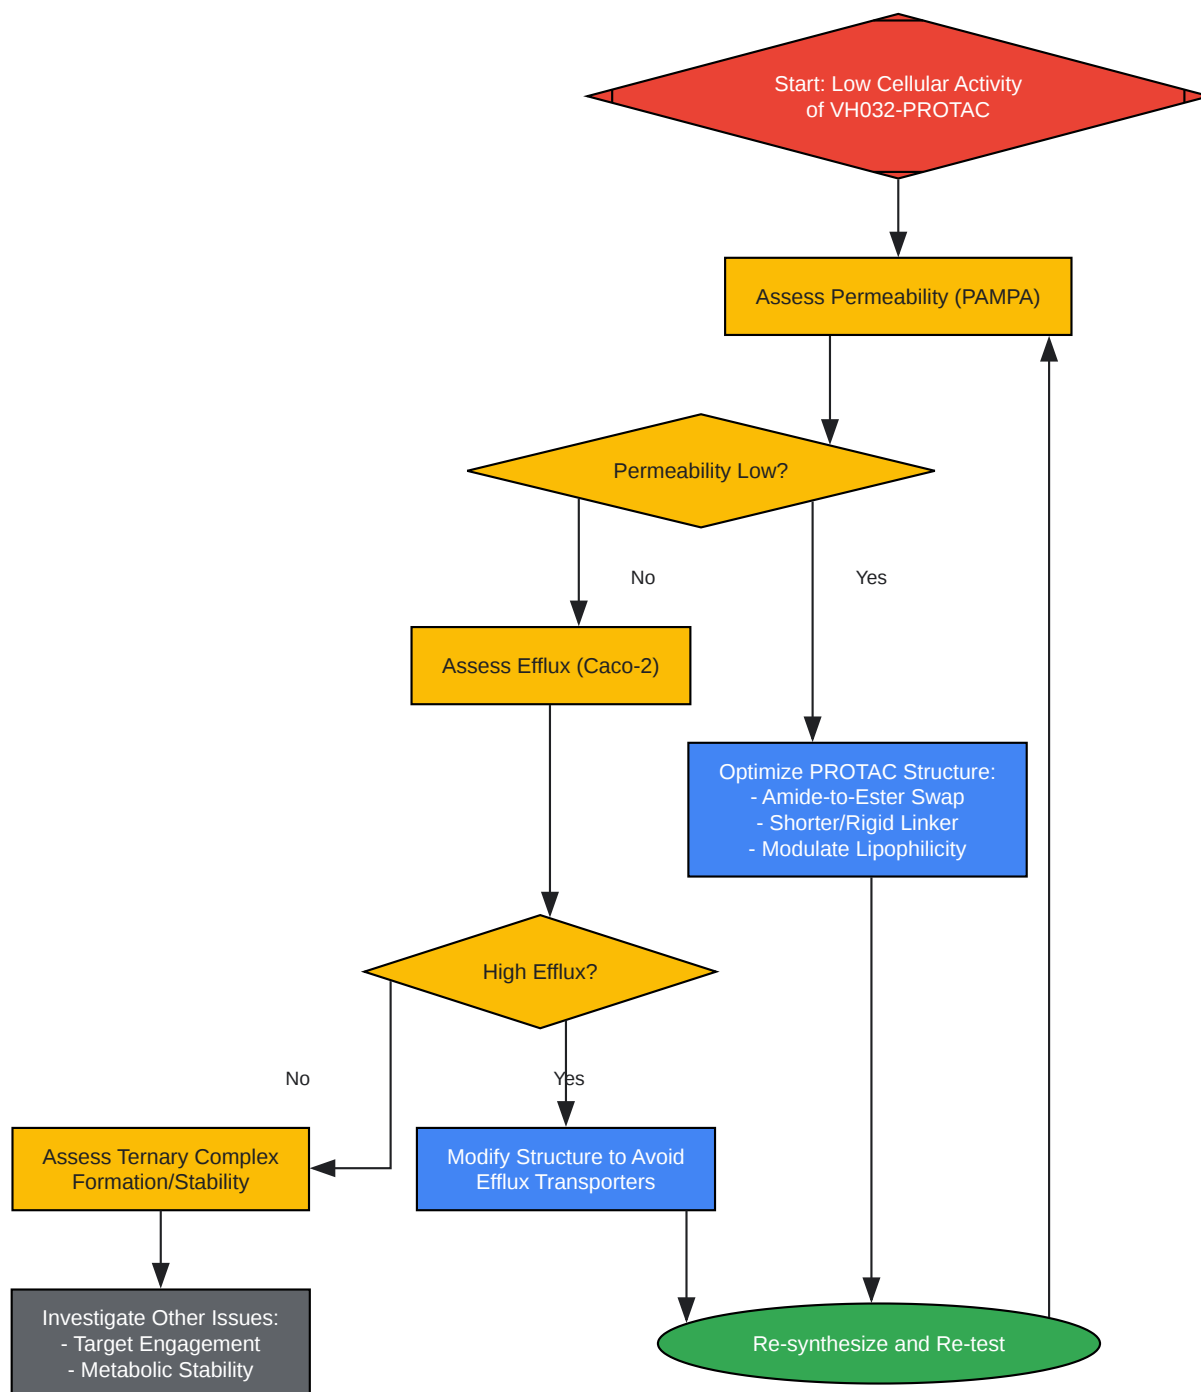 Start: Low Cellular Activity
of VH032-PROTAC
Assess Permeability (PAMPA)
Permeability Low?
No
Yes
Assess Efflux (Caco-2)
Optimize PROTAC Structure:
- Amide-to-Ester Swap
- Shorter/Rigid Linker
- Modulate Lipophilicity
High Efflux?
No
Yes
Assess Ternary Complex
Formation/Stability
Modify Structure to Avoid
Efflux Transporters
Investigate Other Issues:
- Target Engagement
- Metabolic Stability
Re-synthesize and Re-test